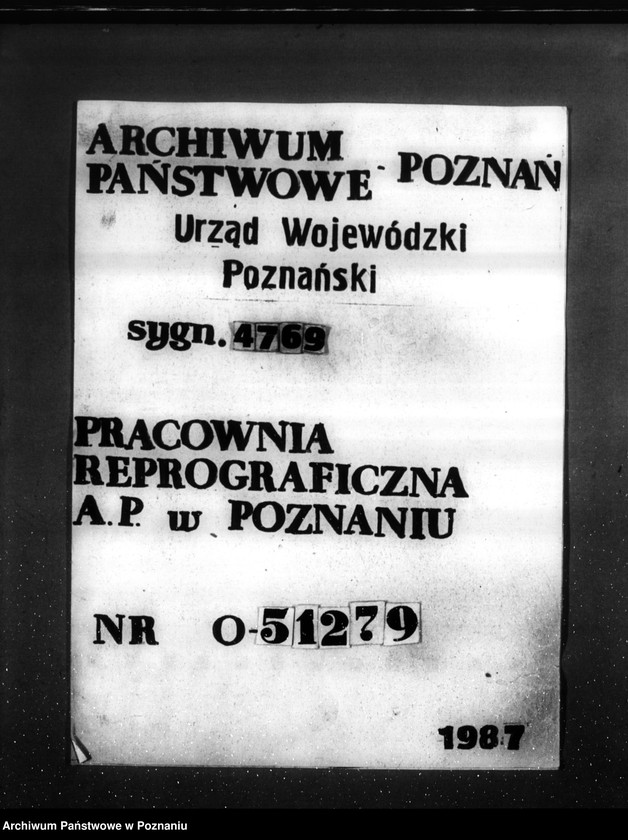 ARCHIWUM
PAŃSTWOWE - POZNAŃ
Urząd Wojewódzki
Poznański
sygn. 4769
PRACOWNIA
REPROGRAFICZNA
A.P. w POZNANIU
NR O-51279
1987
Archiwum Państwowe w Poznaniu